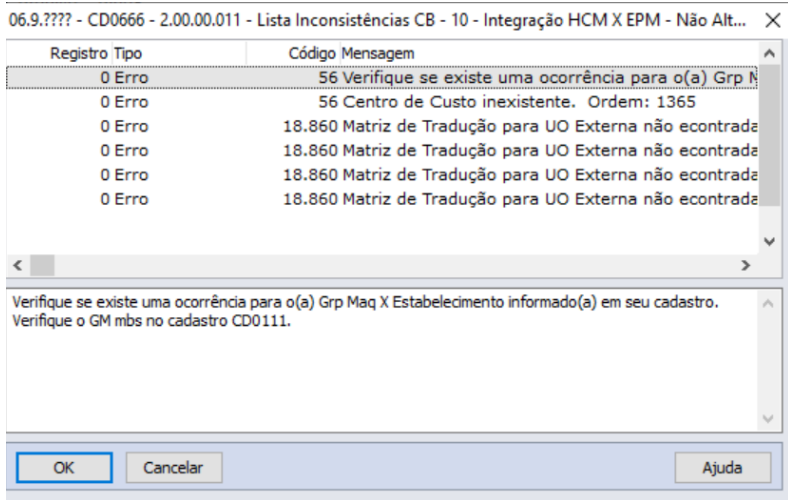 06.9.???? - CD0666 - 2.00.00.011 - Lista Inconsistências CB - 10 - Integração HCM X EPM - Não Alt...
Registro Tipo Código Mensagem
0 Erro 56 Verifique se existe uma ocorrência para o(a) Grp
0 Erro 56 Centro de Custo inexistente. Ordem: 1365
0 Erro 18.860 Matriz de Tradução para UO Externa não econtrada
0 Erro 18.860 Matriz de Tradução para UO Externa não econtrada
0 Erro 18.860 Matriz de Tradução para UO Externa não econtrada
0 Erro 18.860 Matriz de Tradução para UO Externa não econtrada
Verifique se existe uma ocorrência para o(a) Grp Maq X Estabelecimento informado(a) em seu cadastro.
Verifique o GM mbs no cadastro CD0111.
OK Cancelar Ajuda